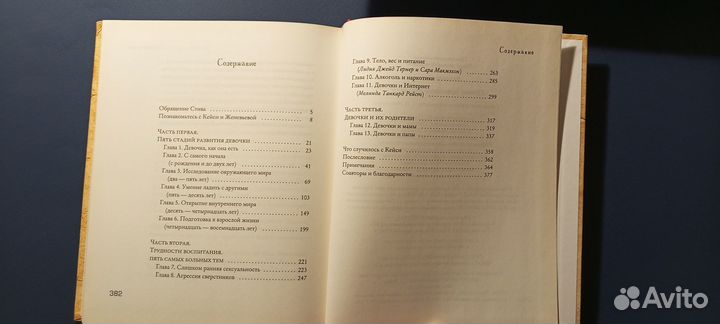 Содержание
Обращение Стива 5
Познакомьтесь с Кейси и Женевьевой 8
Часть первая.
Пять стадий развития девочки 21
Глава 1. Девочка, как она есть 23
Глава 2. С самого начала
(с рождения и до двух лет) 41
Глава 3. Исследование окружающего мира
(два — пять лет) 69
Глава 4. Умение ладить с другими
(пять — десять лет) 103
Глава 5. Открытие внутреннего мира
(десять — четырнадцать лет) 149
Глава 6. Подготовка к взрослой жизни
(четырнадцать — восемнадцать лет) 199
Часть вторая.
Трудности воспитания.
пять самых больных тем 221
Глава 7. Слишком ранняя сексуальность 223
Глава 8. Агрессия сверстников 247
382
Содержание
Глава 9. Тело, вес и питание
(Лидия Джейд Тернер и Сара Макмэхон) 263
Глава 10. Алкоголь и наркотики 285
Глава 11. Девочки и Интернет
(Мелинда Танкард Рейст) 299
Часть третья.
Девочки и их родители 317
Глава 12. Девочки и мамы 319
Глава 13. Девочки и папы 337
Что случилось с Кейси 358
Послесловие 362
Примечания 364
Соавторы и благодарности 377
Avito